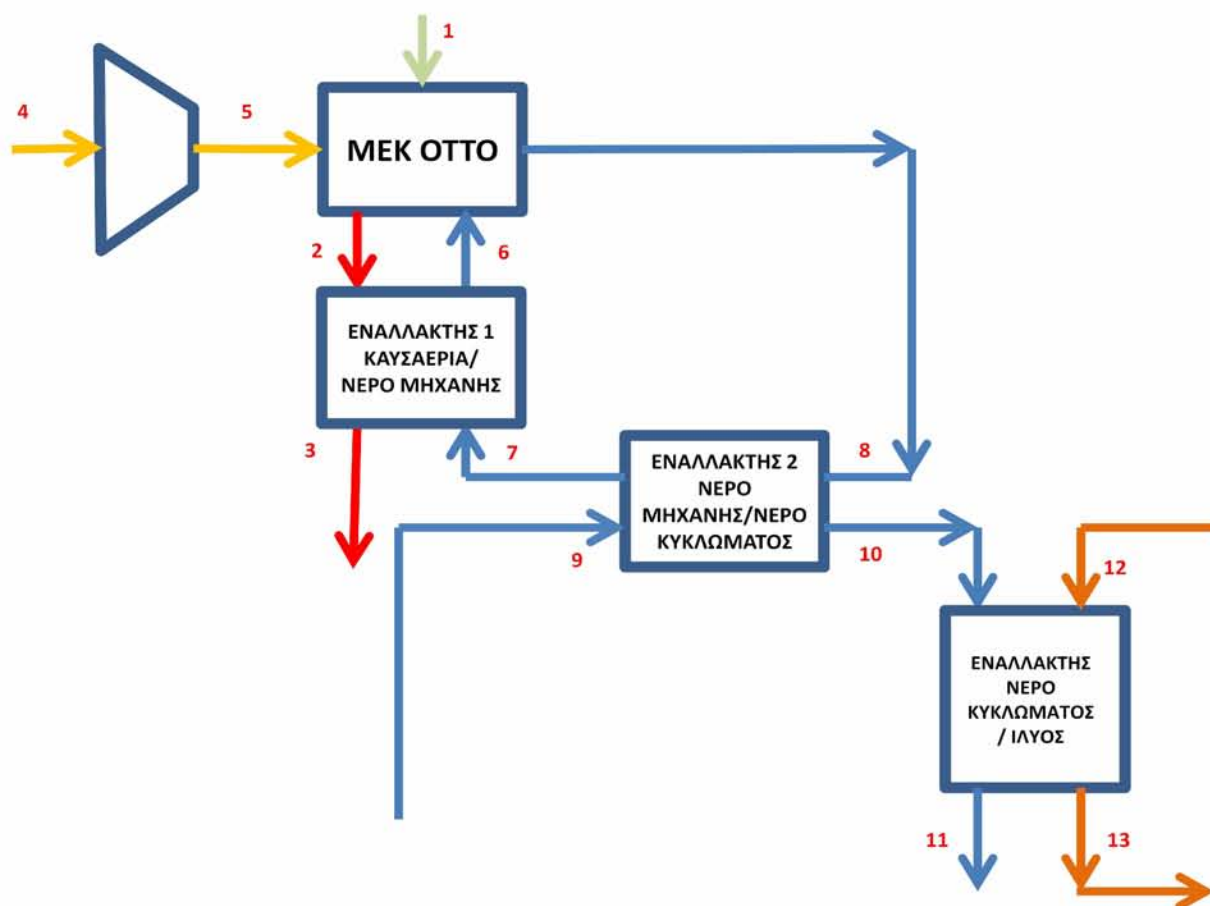 1
4
5
ΜΕΚ ΟΤΤΟ
2
6
ΕΝΑΛΛΑΚΤΗΣ 1
ΚΑΥΣΑΕΡΙΑ/
ΝΕΡΟ ΜΗΧΑΝΗΣ
3
7
8
ΕΝΑΛΛΑΚΤΗΣ 2
ΝΕΡΟ
ΜΗΧΑΝΗΣ/ΝΕΡΟ
ΚΥΚΛΩΜΑΤΟΣ
9
10
12
ΕΝΑΛΛΑΚΤΗΣ
ΝΕΡΟ
ΚΥΚΛΩΜΑΤΟΣ
/ ΙΛΥΟΣ
11
13